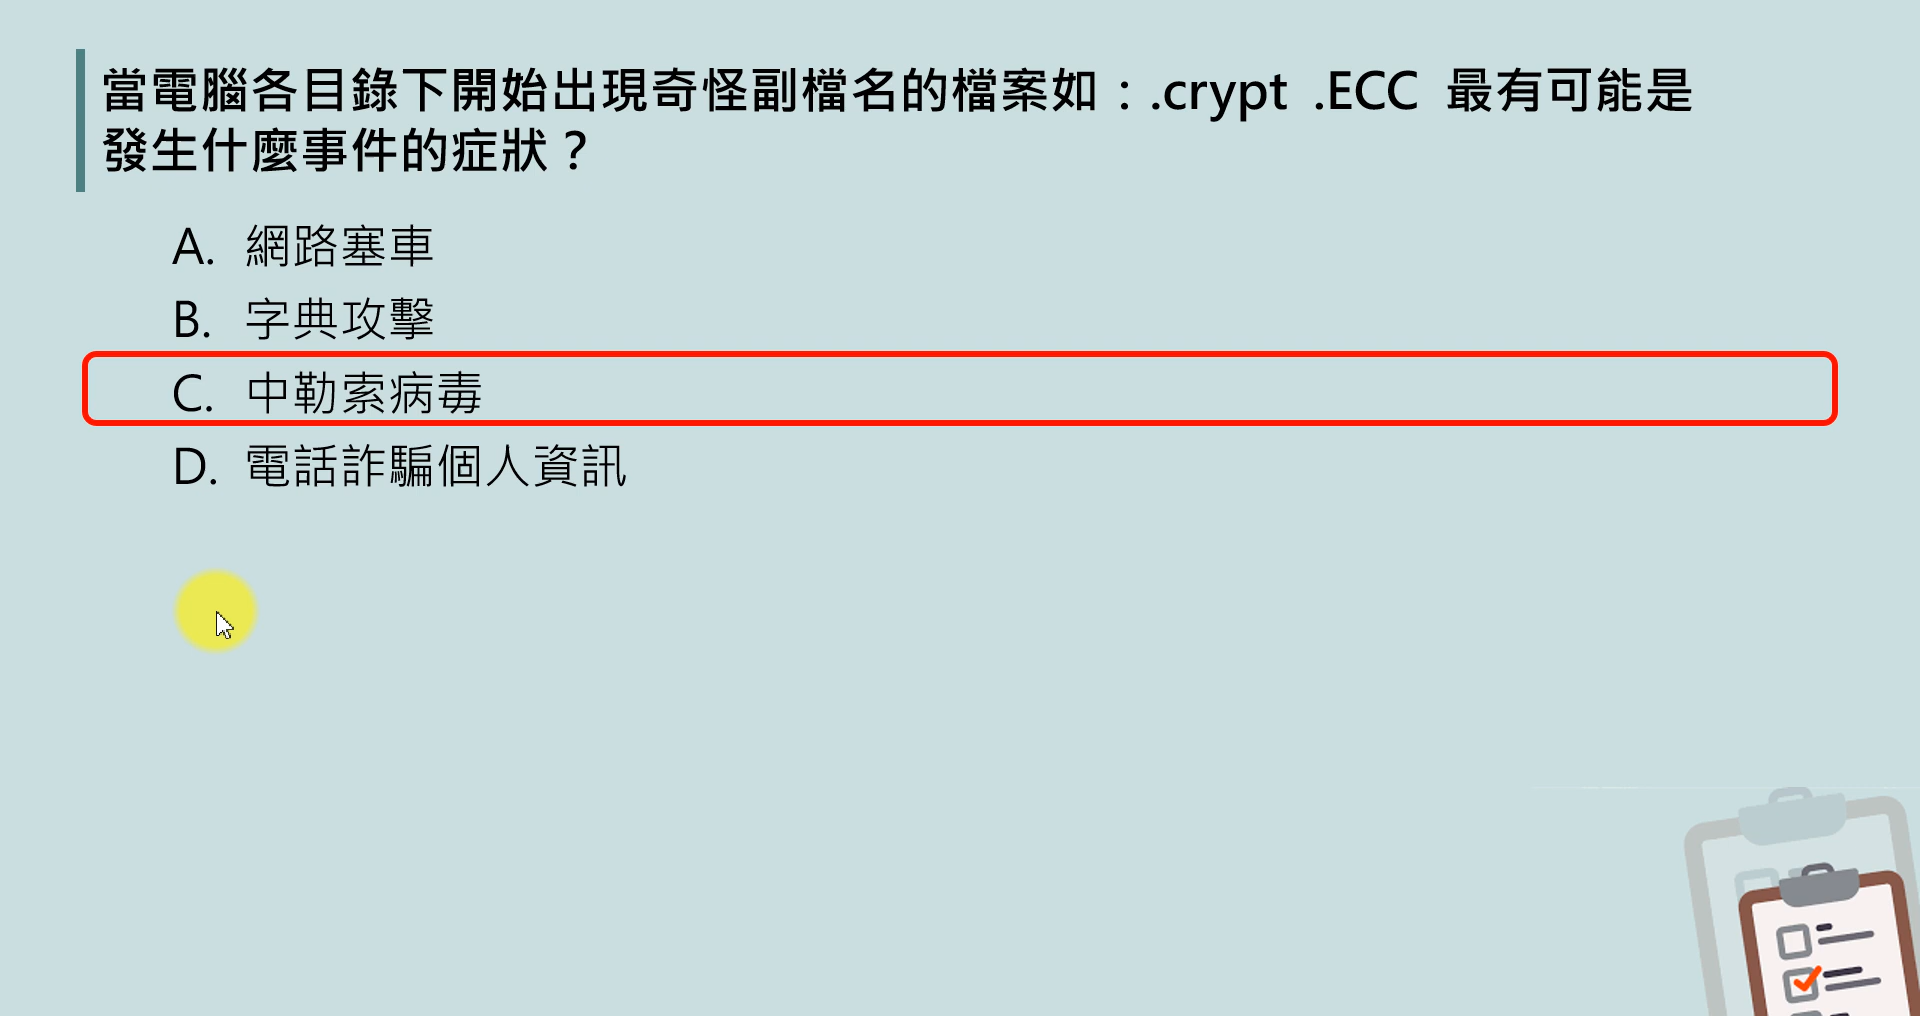 當電腦各目錄下開始出現奇怪副檔名的檔案如：.crypt .ECC 最有可能是
發生什麼事件的症狀？
A. 網路塞車
B. 字典攻擊
C. 中勒索病毒
D. 電話詐騙個人資訊